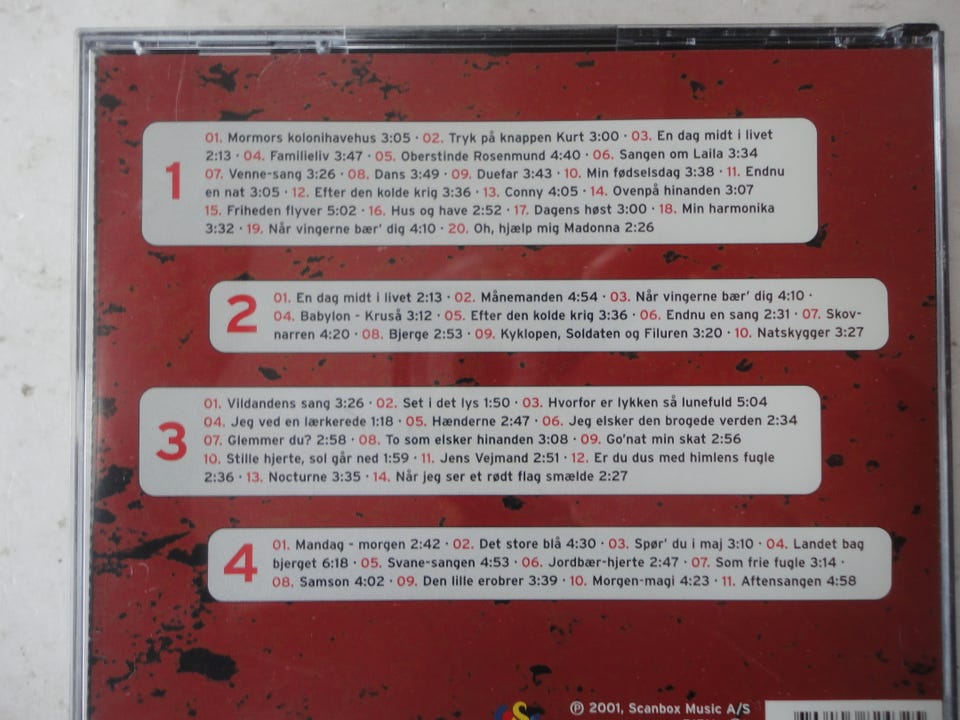 1
01. Mormors kolonihavehus 3:05 · 02. Tryk på knappen Kurt 3:00 · 03. En dag midt i livet
2:13 · 04. Familieliv 3:47 · 05. Oberstinde Rosenmund 4:40 · 06. Sangen om Laila 3:34
07. Venne-sang 3:26 · 08. Dans 3:49 · 09. Duefar 3:43 · 10. Min fødselsdag 3:38 · 11. Endnu
en nat 3:05 · 12. Efter den kolde krig 3:36 · 13. Conny 4:05 · 14. Ovenpå hinanden 3:07
15. Friheden flyver 5:02 · 16. Hus og have 2:52 · 17. Dagens høst 3:00 · 18. Min harmonika
3:32 · 19. Når vingerne bær' dig 4:10 · 20. Oh, hjælp mig Madonna 2:26
2
01. En dag midt i livet 2:13 · 02. Månemanden 4:54 · 03. Når vingerne bær' dig 4:10 ·
04. Babylon - Kruså 3:12 · 05. Efter den kolde krig 3:36 · 06. Endnu en sang 2:31 · 07. Skov-
narren 4:20 · 08. Bjerge 2:53 · 09. Kyklopen, Soldaten og Filuren 3:20 · 10. Natskygger 3:27
3
01. Vildandens sang 3:26 · 02. Set i det lys 1:50 · 03. Hvorfor er lykken så lunefuld 5:04
04. Jeg ved en lærkerede 1:18 · 05. Hænderne 2:47 · 06. Jeg elsker den brogede verden 2:34
07. Glemmer du? 2:58 · 08. To som elsker hinanden 3:08 · 09. Go'nat min skat 2:56
10. Stille hjerte, sol går ned 1:59 · 11. Jens Vejmand 2:51 · 12. Er du dus med himlens fugle
2:36 · 13. Nocturne 3:35 · 14. Når jeg ser et rødt flag smælde 2:27
4
01. Mandag - morgen 2:42 · 02. Det store blå 4:30 · 03. Spør' du i maj 3:10 · 04. Landet bag
bjerget 6:18 · 05. Svane-sangen 4:53 · 06. Jordbær-hjerte 2:47 · 07. Som frie fugle 3:14 ·
08. Samson 4:02 · 09. Den lille erobrer 3:39 · 10. Morgen-magi 4:23 · 11. Aftensangen 4:58
℗ 2001, Scanbox Music A/S